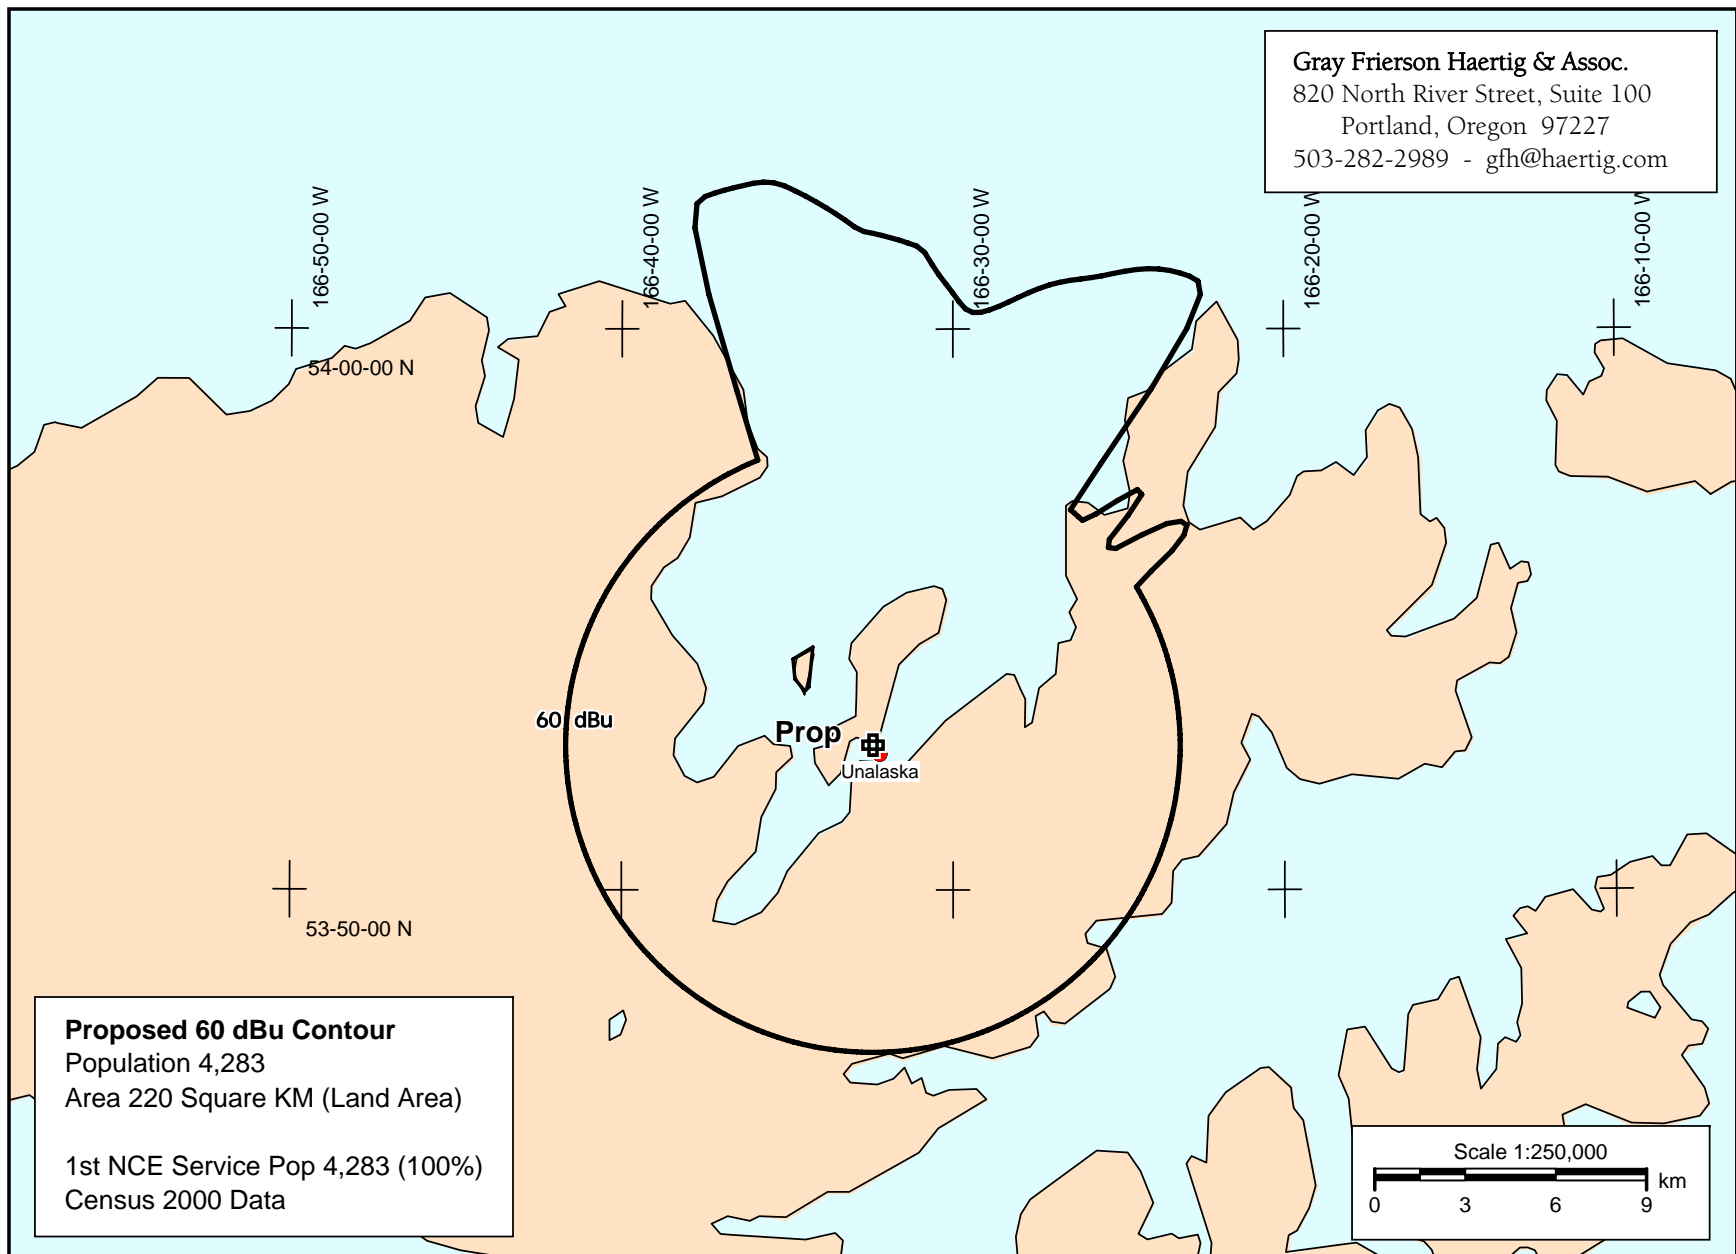 Gray Frierson Haertig & Assoc.
820 North River Street, Suite 100
Portland, Oregon 97227
503-282-2989 - gfh@haertig.com
166-50-00 W
166-40-00 W
166-30-00 W
166-20-00 W
166-10-00 W
54-00-00 N
60 dBu
Prop
Unalaska
53-50-00 N
Proposed 60 dBu Contour
Population 4,283
Area 220 Square KM (Land Area)
1st NCE Service Pop 4,283 (100%)
Census 2000 Data
Scale 1:250,000
km
0 3 6 9